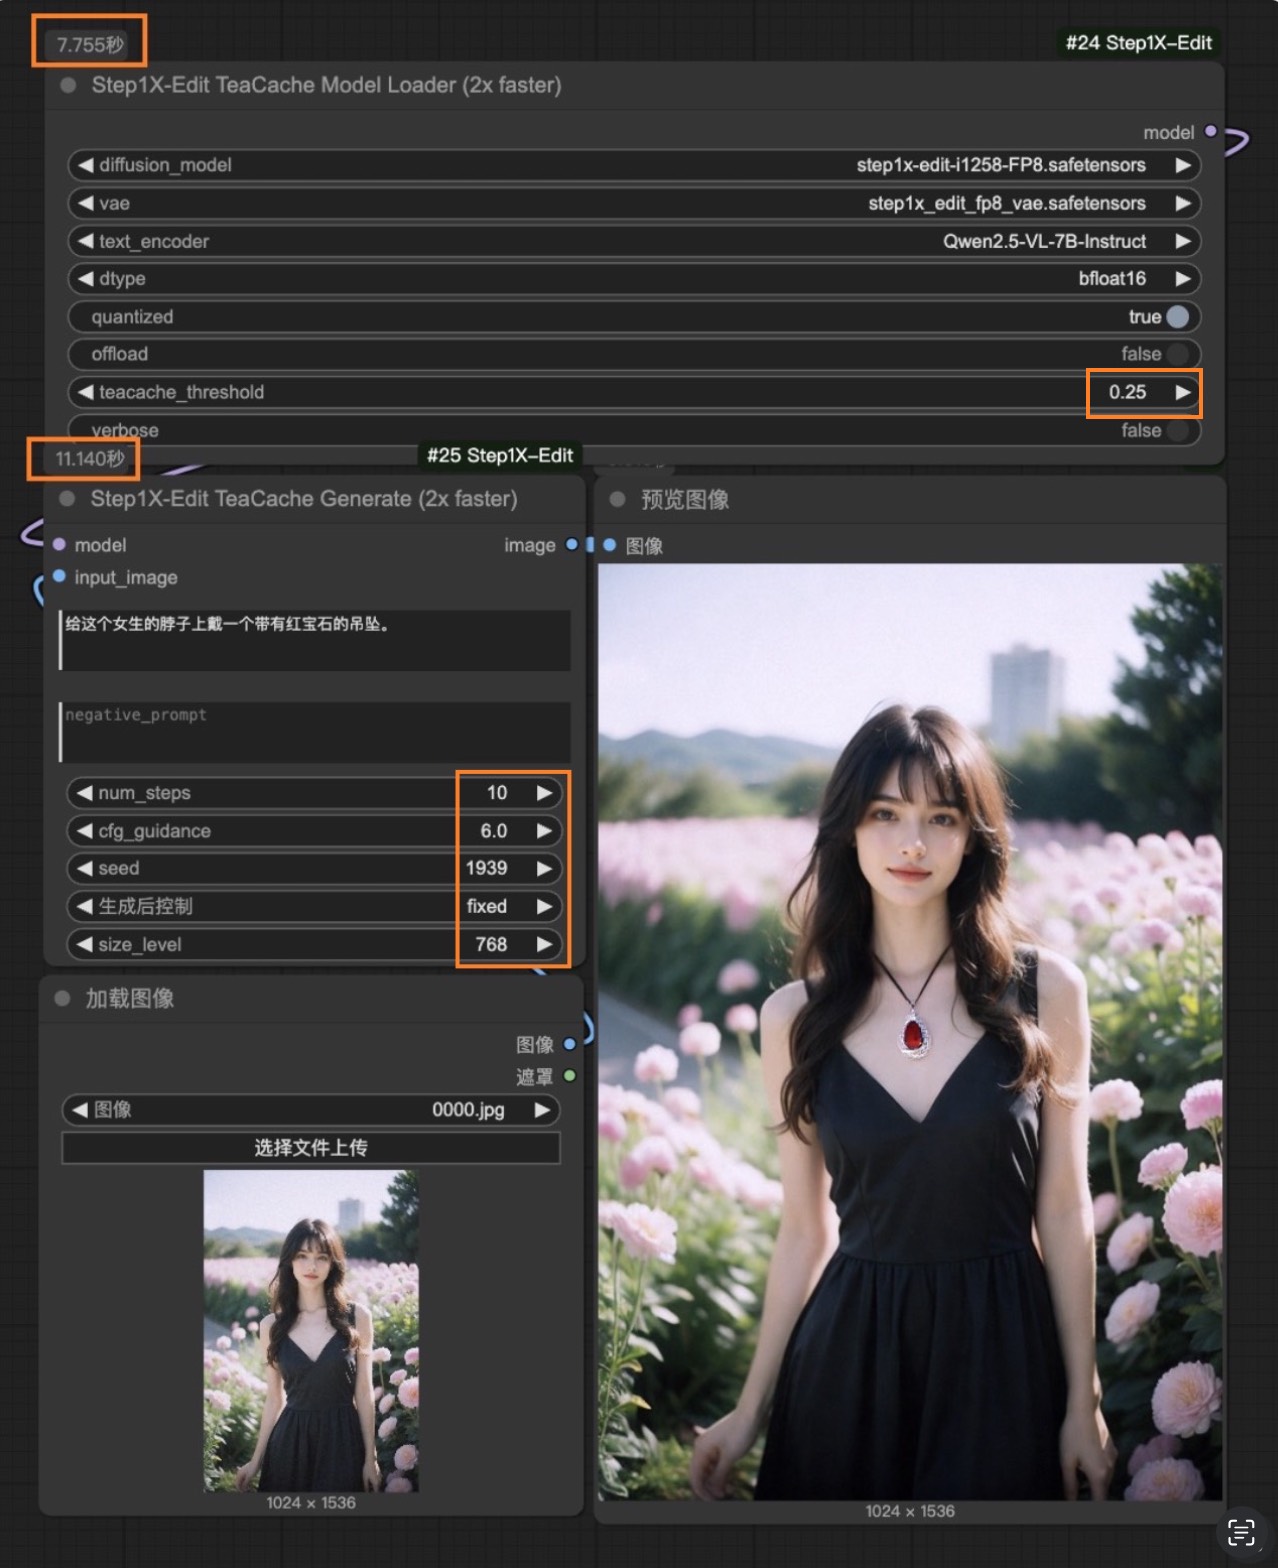 7.755秒
#24 Step1X-Edit
Step1X-Edit TeaCache Model Loader (2x faster)
model
diffusion_model step1x-edit-i1258-FP8.safetensors
vae step1x_edit_fp8_vae.safetensors
text_encoder Qwen2.5-VL-7B-Instruct
dtype bfloat16
quantized true
offload false
teacache_threshold 0.25
verbose false
11.140秒
#25 Step1X-Edit
Step1X-Edit TeaCache Generate (2x faster)
model image
input_image
给这个女生的脖子上戴一个带有红宝石的吊坠。
negative_prompt
num_steps 10
cfg_guidance 6.0
seed 1939
生成后控制 fixed
size_level 768
预览图像
图像
1024 × 1536
加载图像
图像
遮罩
图像 0000.jpg
选择文件上传
1024 × 1536